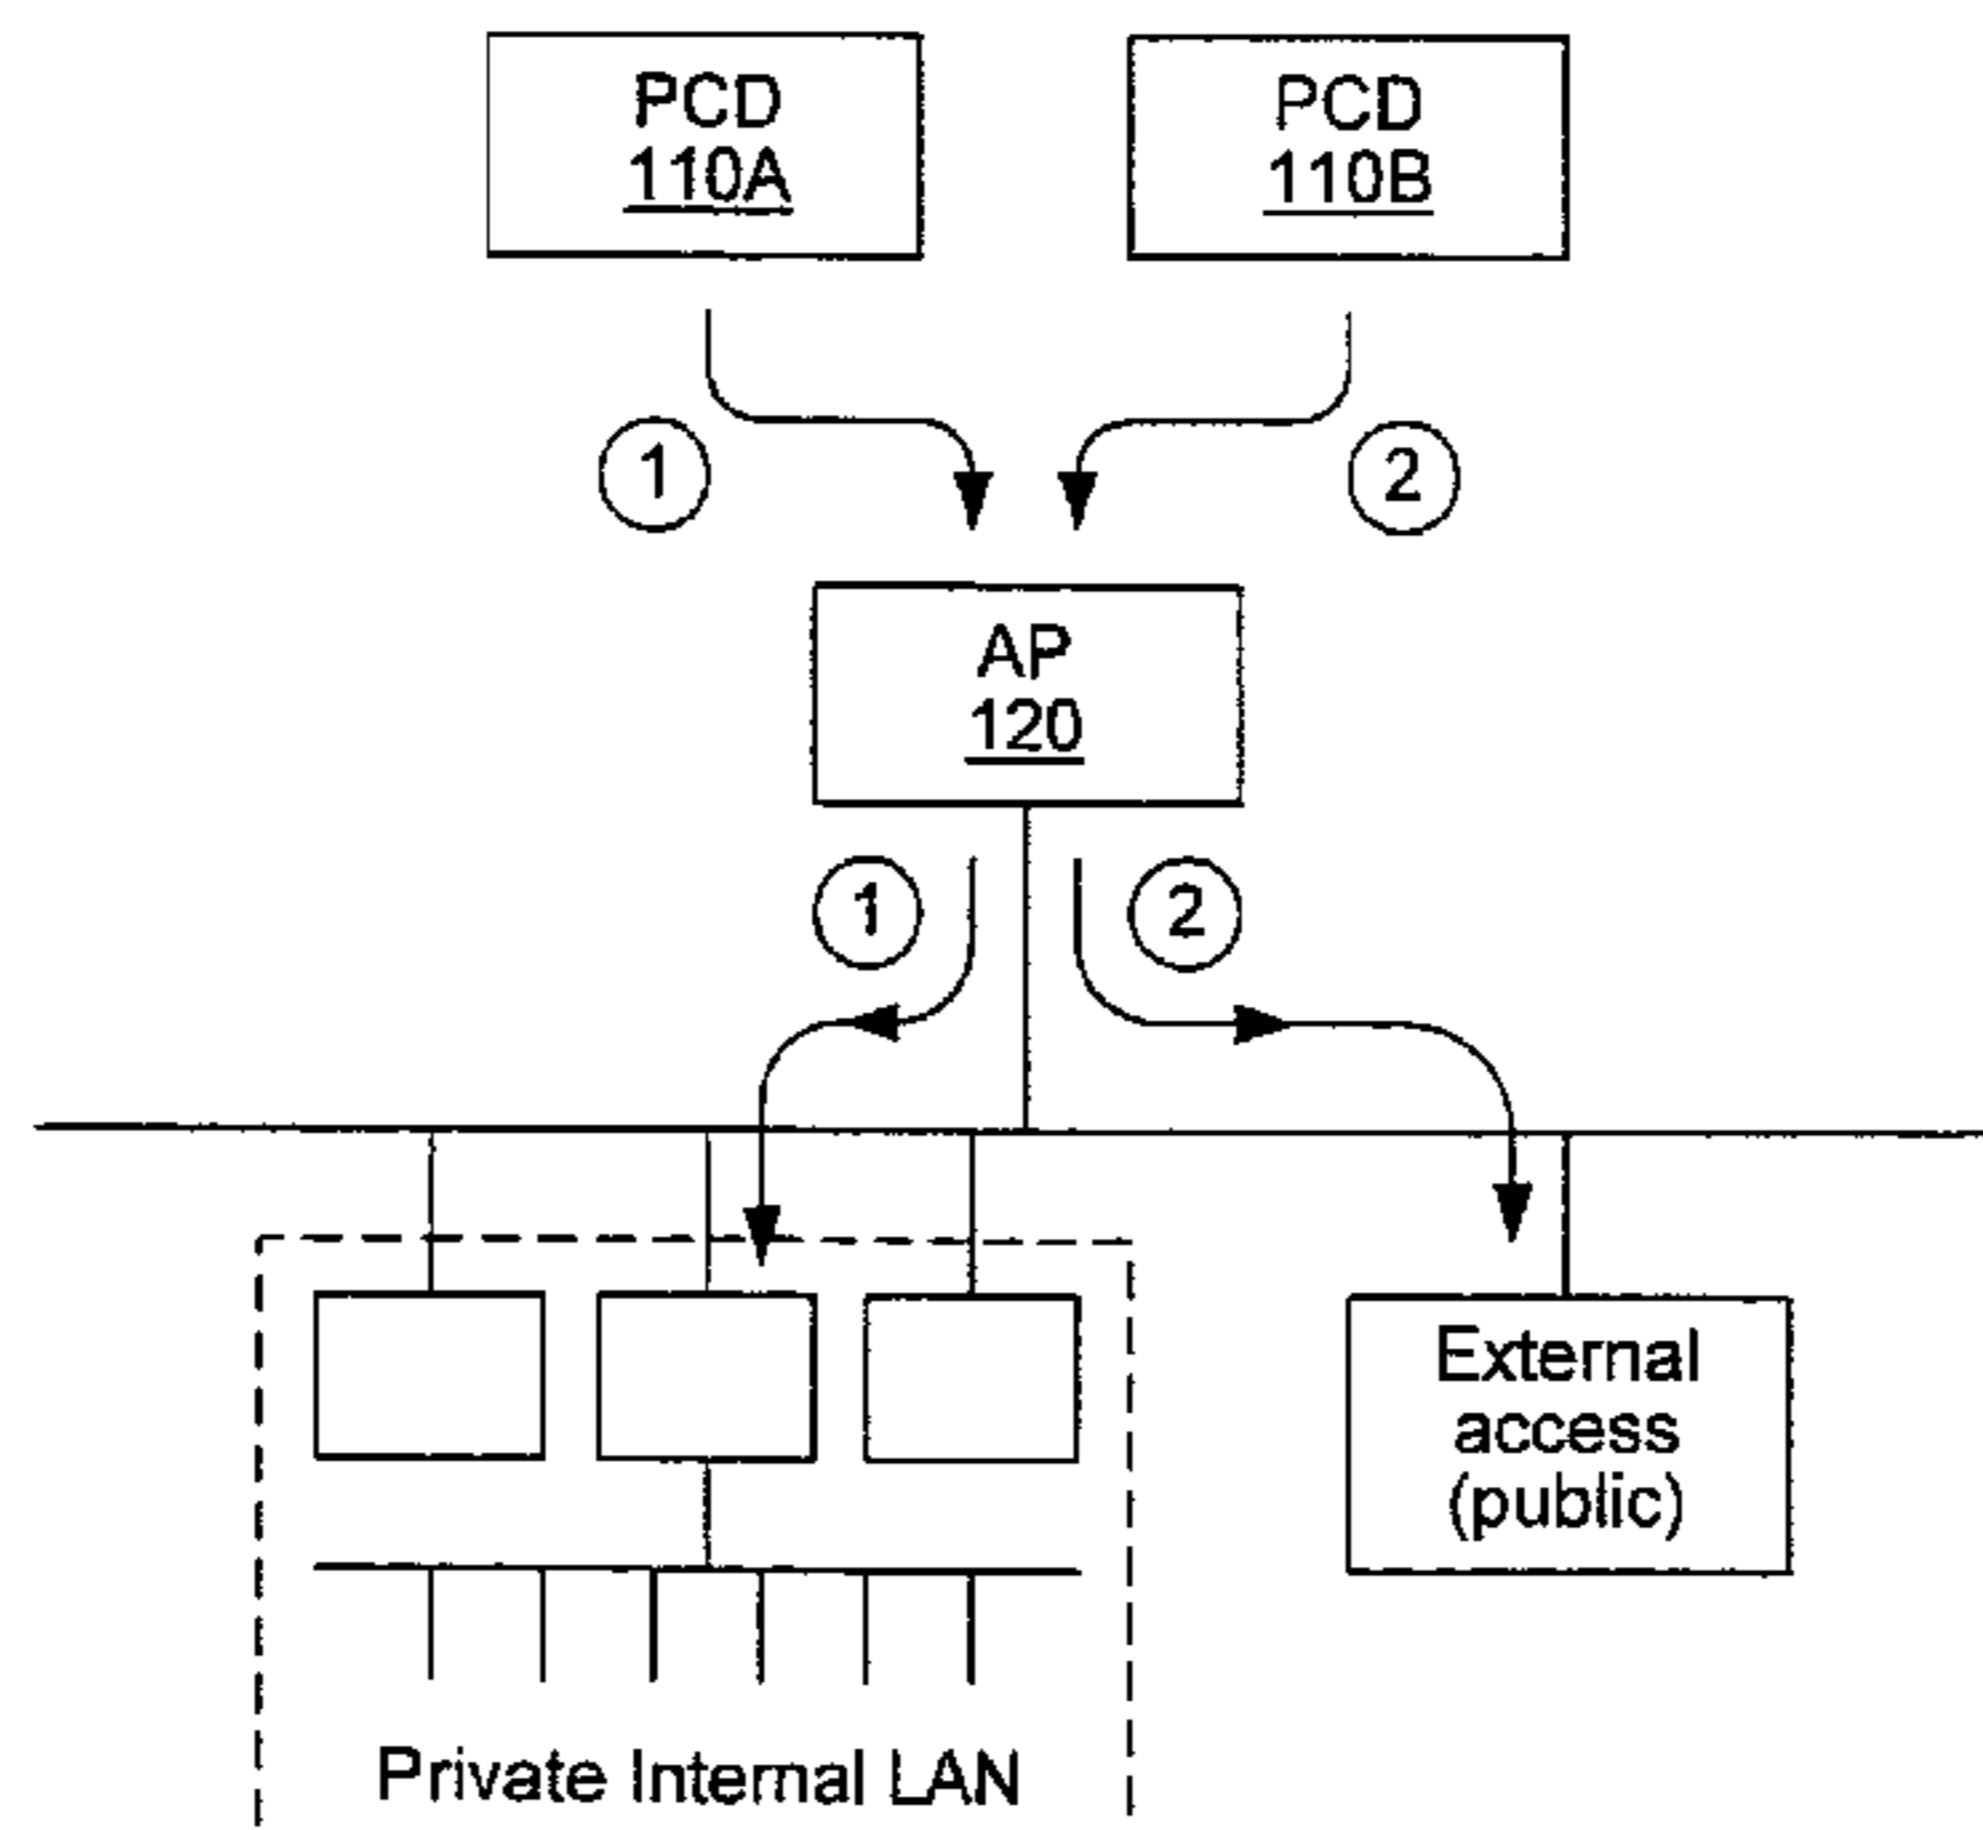 PCD
110A
PCD
110B
1
2
AP
120
1
2
External
access
(public)
Private Internal LAN